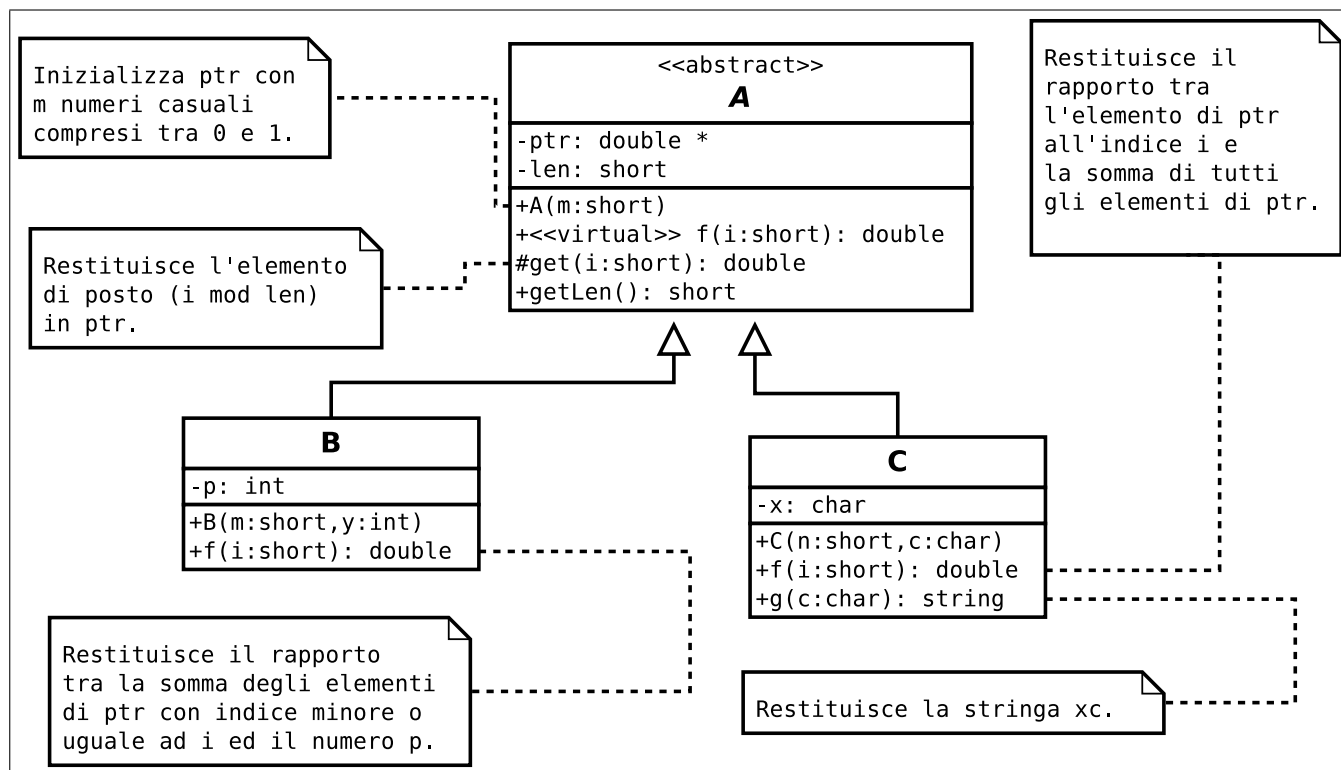 Inizializza ptr con
m numeri casuali
compresi tra 0 e 1.
<<abstract>>
A
-ptr: double *
-len: short
+A(m:short)
+<<virtual>> f(i:short): double
#get(i:short): double
+getLen(): short
Restituisce il
rapporto tra
l'elemento di ptr
all'indice i e
la somma di tutti
gli elementi di ptr.
Restituisce l'elemento
di posto (i mod len)
in ptr.
B
-p: int
+B(m:short,y:int)
+f(i:short): double
C
-x: char
+C(n:short,c:char)
+f(i:short): double
+g(c:char): string
Restituisce il rapporto
tra la somma degli elementi
di ptr con indice minore o
uguale ad i ed il numero p.
Restituisce la stringa xc.